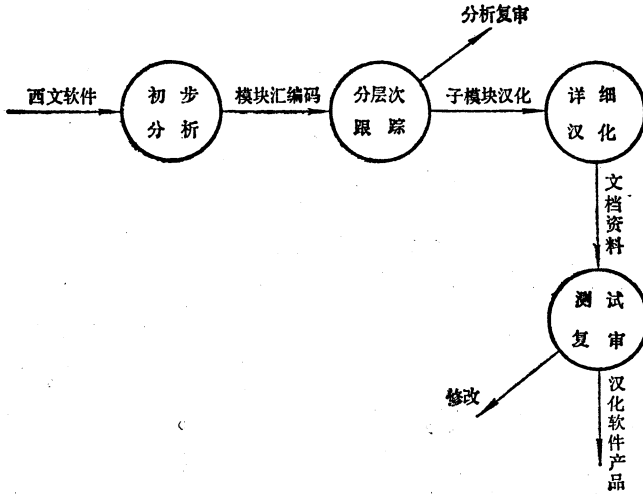 分析复审
西文软件
初步
分析
模块汇编码
分层次
跟踪
子模块汉化
详细
汉化
文档资料
测试
复审
修改
汉化软件产品